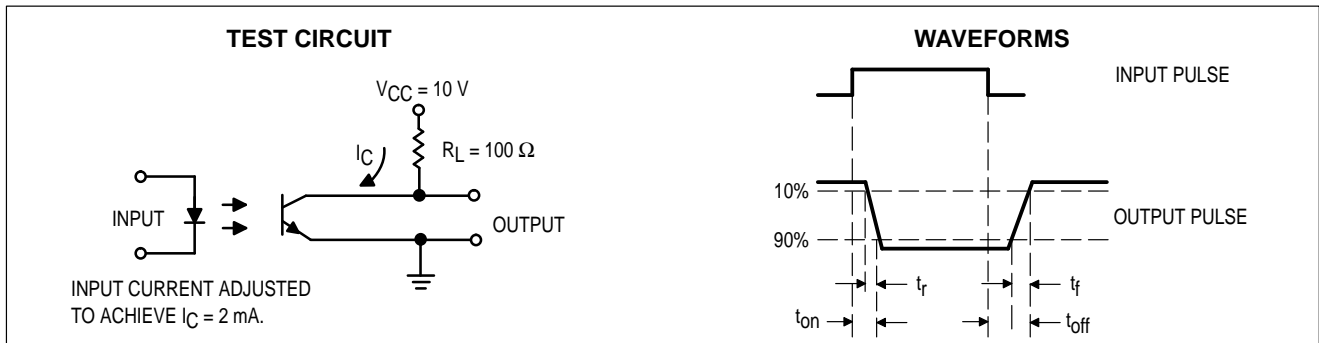 TEST CIRCUIT
VCC = 10 V
IC
RL = 100 Ω
INPUT
OUTPUT
INPUT CURRENT ADJUSTED
TO ACHIEVE IC = 2 mA.
WAVEFORMS
INPUT PULSE
10%
OUTPUT PULSE
90%
tr
tf
ton
toff